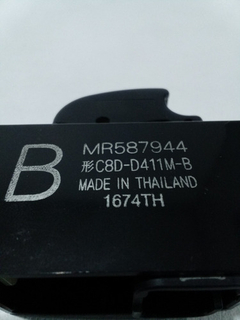 B
MR587944
形C8D-D411M-B
MADE IN THAILAND
1674TH